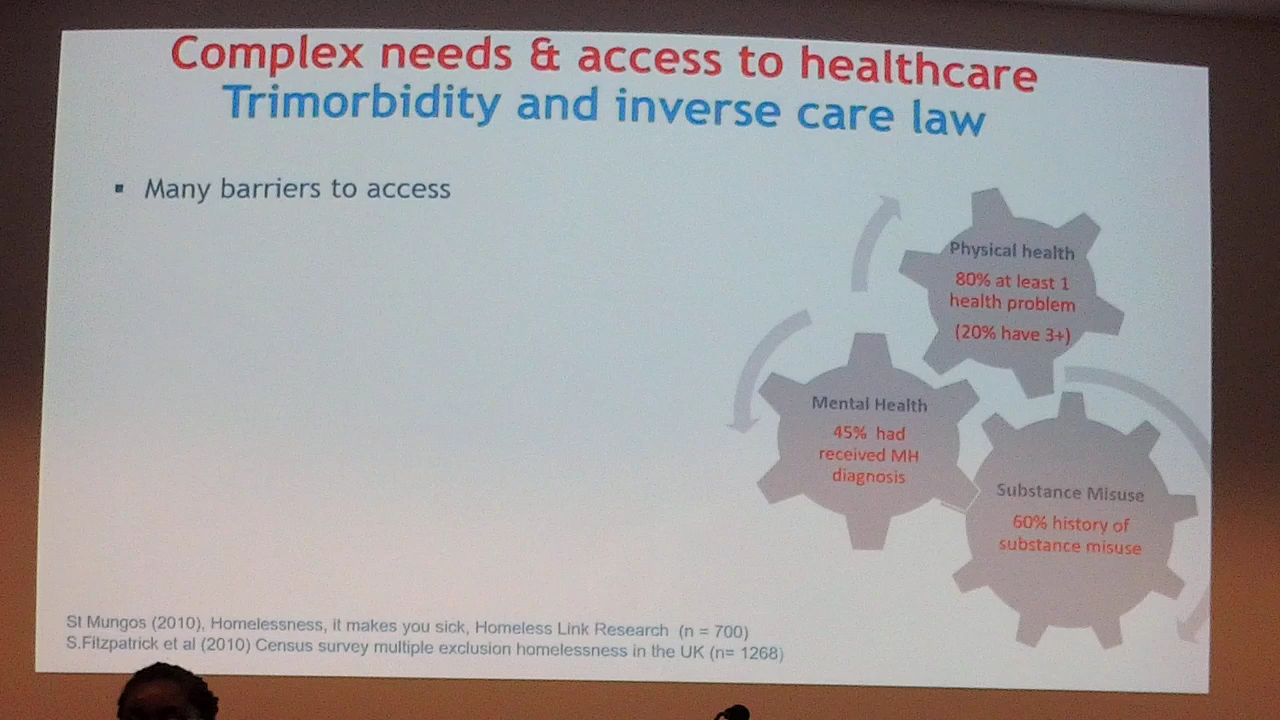 Complex needs & access to healthcare
Trimorbidity and inverse care law
▪ Many barriers to access
Physical health
80% at least 1
health problem
(20% have 3+)
Mental Health
45% had
received MH
diagnosis
Substance Misuse
60% history of
substance misuse
St Mungos (2010), Homelessness, it makes you sick, Homeless Link Research (n = 700)
S.Fitzpatrick et al (2010) Census survey multiple exclusion homelessness in the UK (n= 1268)